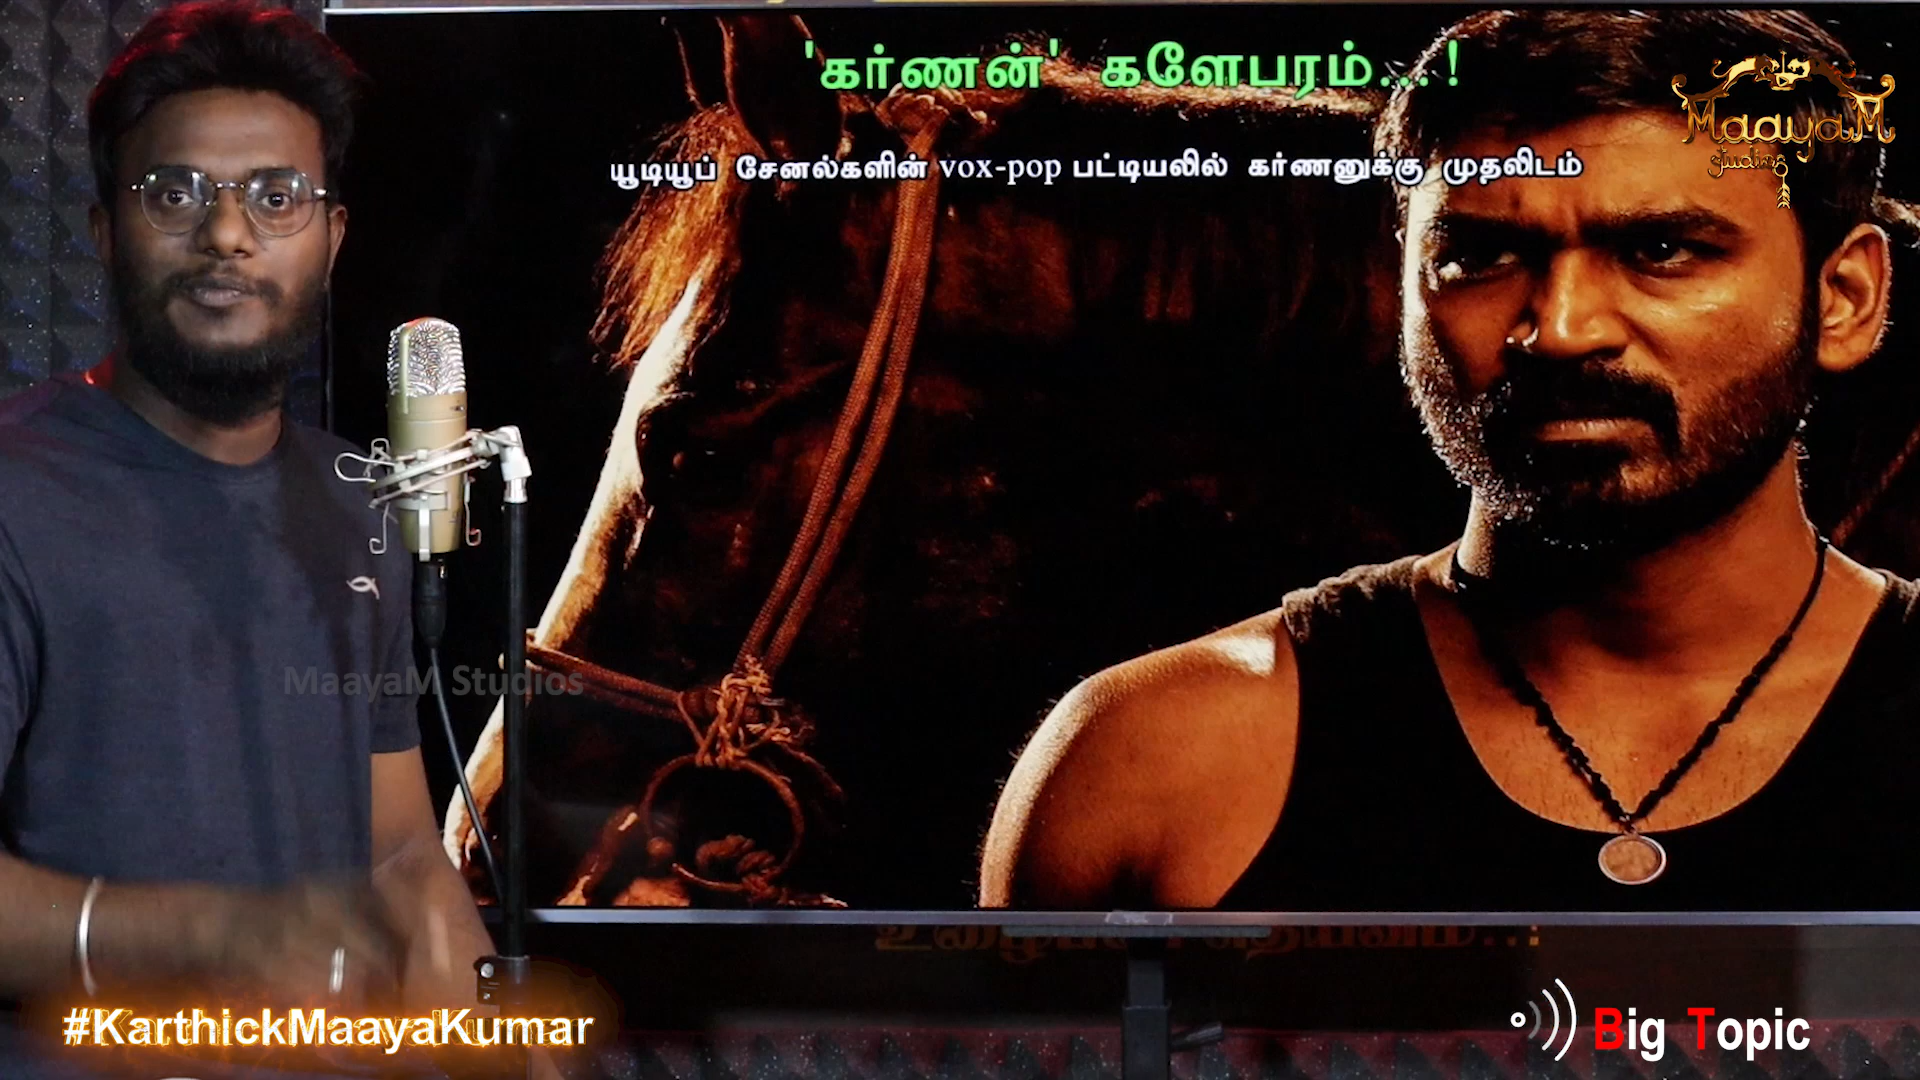 'கர்ணன்' களேபரம்...!
யூடியூப் சேனல்களின் vox-pop பட்டியலில் கர்ணனுக்கு முதலிடம்
MaayaM
studios
MaayaM Studios
#KarthickMaayaKumar
Big Topic